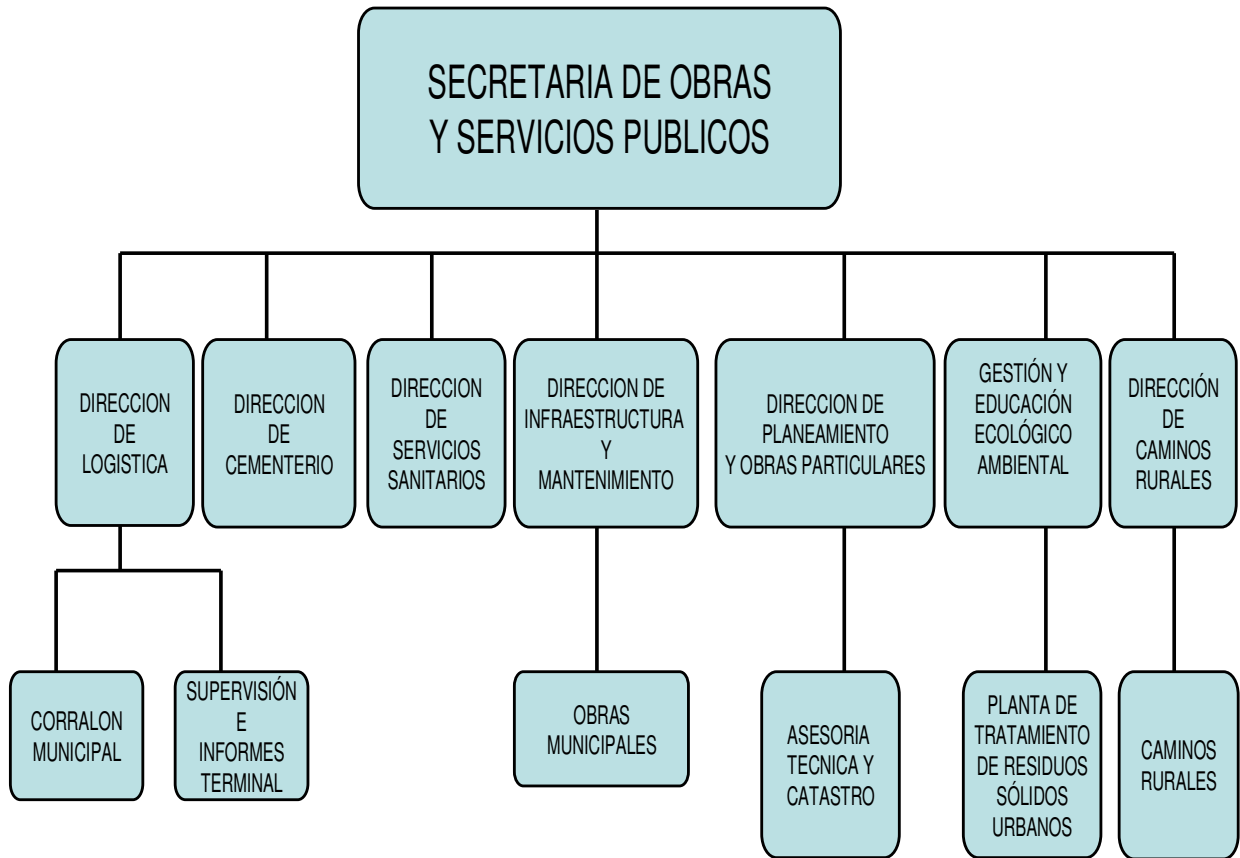 SECRETARIA DE OBRAS
Y SERVICIOS PUBLICOS
DIRECCION
DE
LOGISTICA
DIRECCION
DE
CEMENTERIO
DIRECCION
DE
SERVICIOS
SANITARIOS
DIRECCION DE
INFRAESTRUCTURA
Y
MANTENIMIENTO
DIRECCION DE
PLANEAMIENTO
Y OBRAS PARTICULARES
GESTIÓN Y
EDUCACIÓN
ECOLÓGICO
AMBIENTAL
DIRECCIÓN
DE
CAMINOS
RURALES
CORRALON
MUNICIPAL
SUPERVISIÓN
E
INFORMES
TERMINAL
OBRAS
MUNICIPALES
ASESORIA
TECNICA Y
CATASTRO
PLANTA DE
TRATAMIENTO
DE RESIDUOS
SÓLIDOS
URBANOS
CAMINOS
RURALES